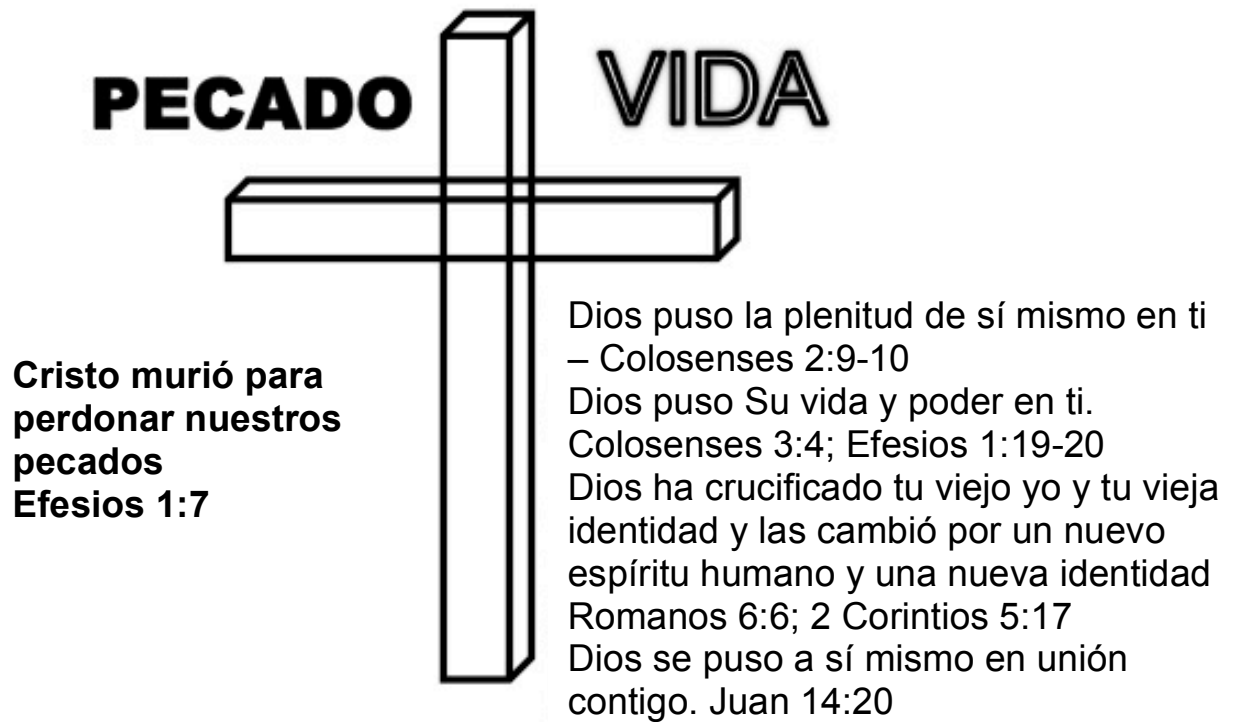 PECADO
VIDA
Cristo murió para
perdonar nuestros
pecados
Efesios 1:7
Dios puso la plenitud de sí mismo en ti
– Colosenses 2:9-10
Dios puso Su vida y poder en ti.
Colosenses 3:4; Efesios 1:19-20
Dios ha crucificado tu viejo yo y tu vieja
identidad y las cambió por un nuevo
espíritu humano y una nueva identidad
Romanos 6:6; 2 Corintios 5:17
Dios se puso a sí mismo en unión
contigo. Juan 14:20